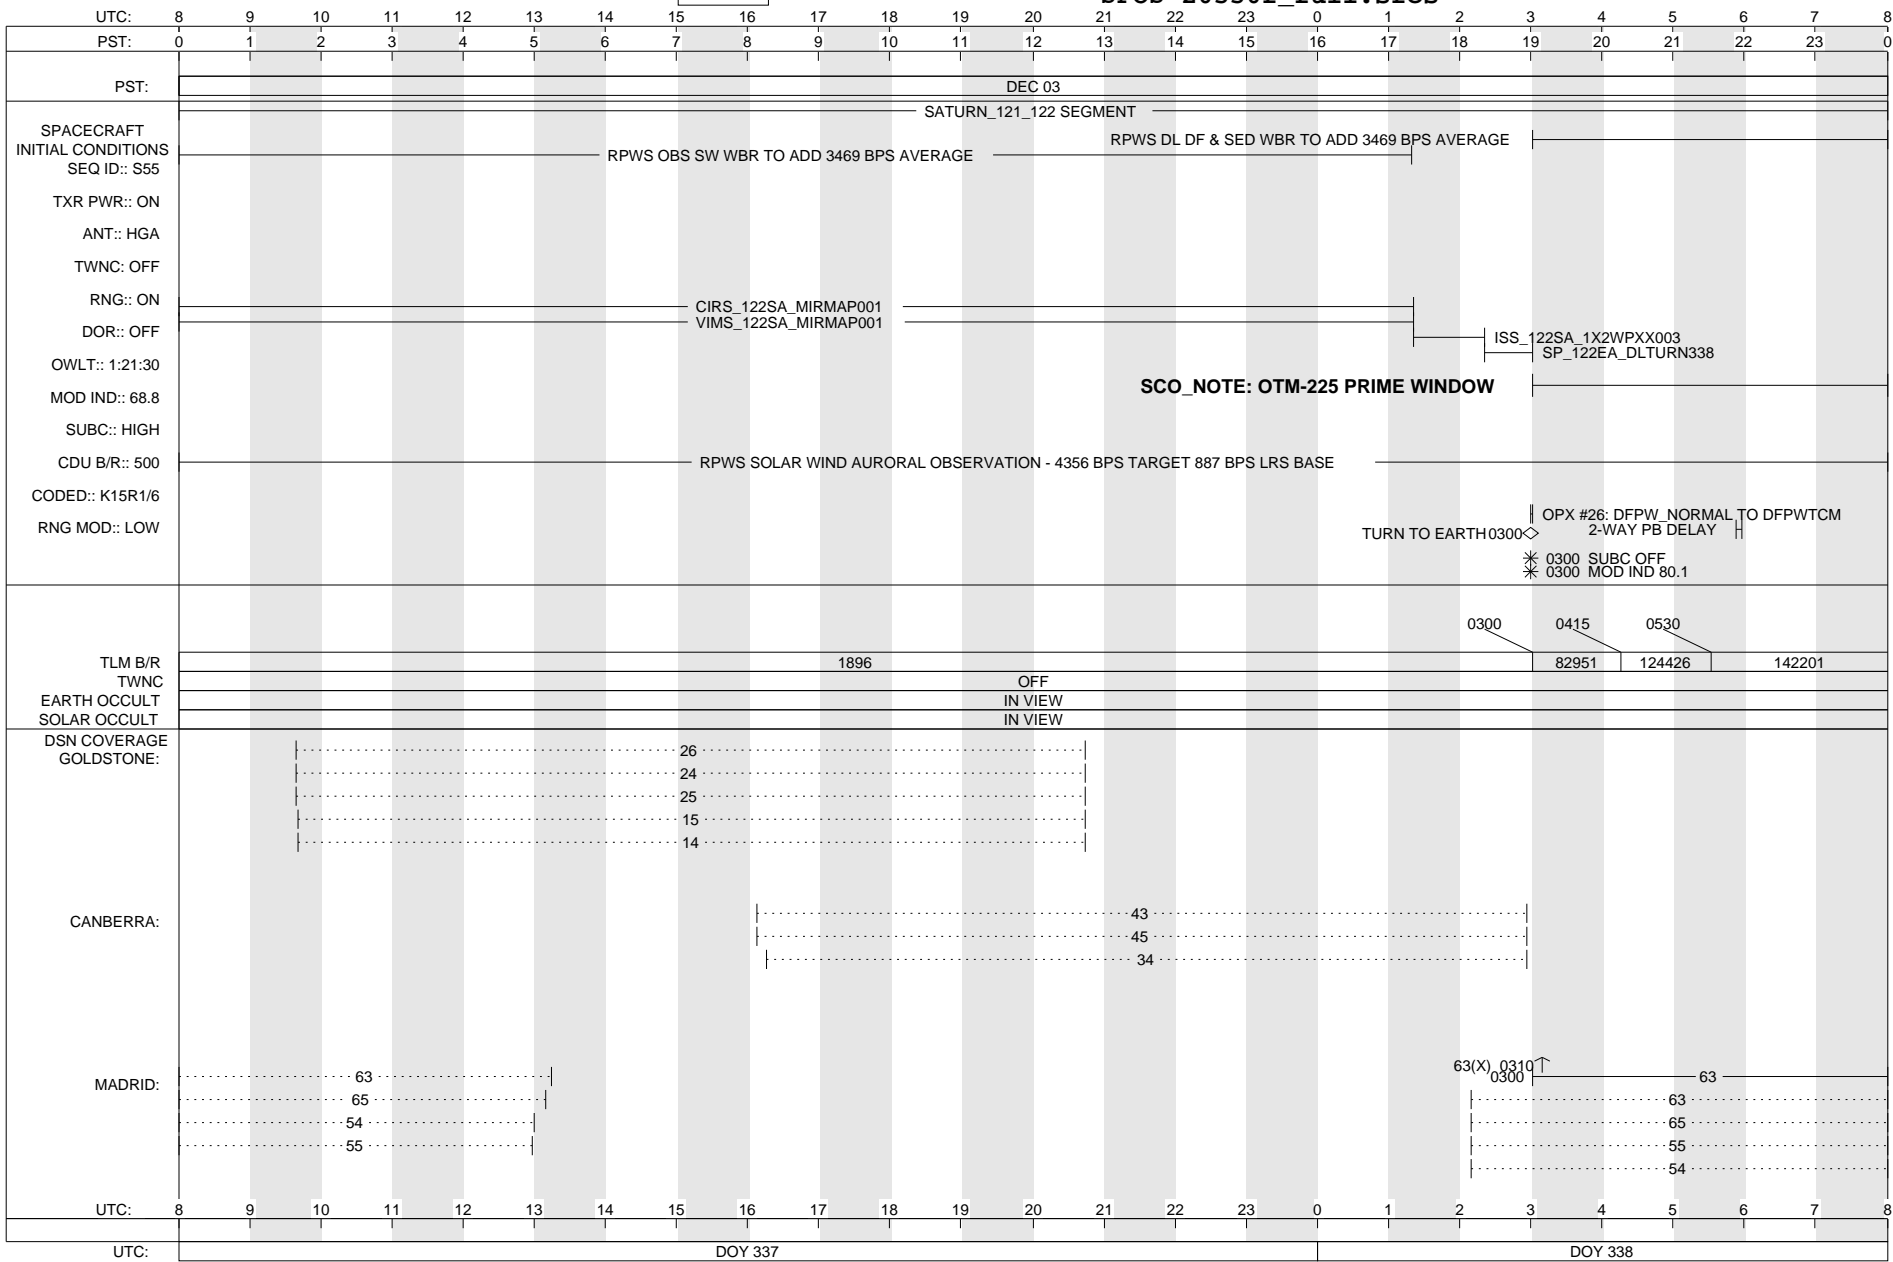 UTC: 8 9 10 11 12 13 14 15 16 17 18 19 20 21 22 23 0 1 2 3 4 5 6 7 8
PST: 0 1 2 3 4 5 6 7 8 9 10 11 12 13 14 15 16 17 18 19 20 21 22 23 0
PST: DEC 03
SATURN_121_122 SEGMENT
SPACECRAFT
INITIAL CONDITIONS
RPWS DL DF & SED WBR TO ADD 3469 BPS AVERAGE
RPWS OBS SW WBR TO ADD 3469 BPS AVERAGE
SEQ ID:: S55
TXR PWR:: ON
ANT:: HGA
TWNC: OFF
RNG:: ON
CIRS_122SA_MIRMAP001
VIMS_122SA_MIRMAP001
DOR:: OFF
ISS_122SA_1X2WPXX003
SP_122EA_DLTURN338
OWLT:: 1:21:30
SCO_NOTE: OTM-225 PRIME WINDOW
MOD IND:: 68.8
SUBC:: HIGH
CDU B/R:: 500
RPWS SOLAR WIND AURORAL OBSERVATION - 4356 BPS TARGET 887 BPS LRS BASE
CODED:: K15R1/6
OPX #26: DFPW_NORMAL TO DFPWTCM
RNG MOD:: LOW
2-WAY PB DELAY
TURN TO EARTH 0300
0300 SUBC OFF
0300 MOD IND 80.1
0300 0415 0530
TLM B/R 1896 82951 124426 142201
TWNC OFF
EARTH OCCULT IN VIEW
SOLAR OCCULT IN VIEW
DSN COVERAGE
GOLDSTONE:
26
24
25
15
14
CANBERRA:
43
45
34
63(X) 0310
0300
MADRID:
63 63
65 63
54 65
55 55
54
UTC: 8 9 10 11 12 13 14 15 16 17 18 19 20 21 22 23 0 1 2 3 4 5 6 7 8
UTC: DOY 337 DOY 338